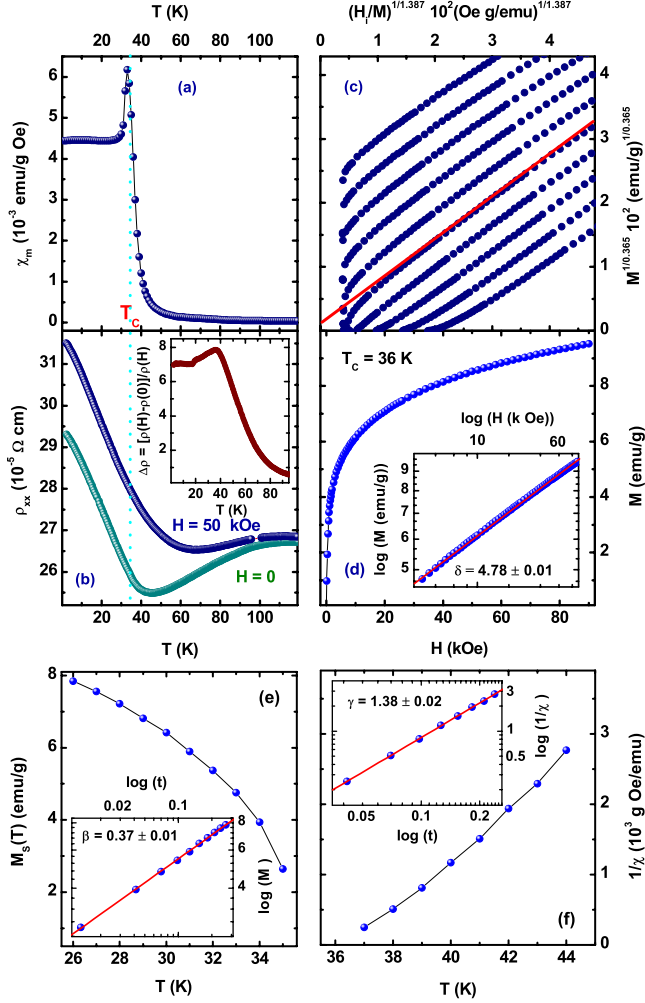 T (K)
0 20 40 60 80 100
(H_i/M)^1/1.387 10^2(Oe g/emu)^1/1.387
0 1 2 3 4
(a)
χ_m (10^-3 emu/g Oe)
6
5
4
3
2
1
0
T_C
(c)
M^1/0.365 10^2 (emu/g)^1/0.365
4
3
2
1
0
ρ_xx (10^-5 Ω cm)
31
30
29
28
27
26
25
Δρ = [ρ(H)-ρ(0)]/ρ(H)
8
6
4
2
20 40 60 80
T (K)
H = 50 kOe
(b)
H = 0
20 40 60 80 100
T (K)
T_C = 36 K
M (emu/g)
8
6
4
2
log (H (k Oe))
10 60
log (M (emu/g))
9
8
7
6
5
δ = 4.78 ± 0.01
(d)
0 20 40 60 80
H (kOe)
(e)
M_S(T) (emu/g)
8
6
4
2
log (t)
0.02 0.1
β = 0.37 ± 0.01
log (M )
8
6
4
26 28 30 32 34 36
T (K)
γ = 1.38 ± 0.02
log (1/χ )
3
1
0.5
0.05 0.1 0.2
log (t)
1/χ (10^3 g Oe/emu)
3
2
1
0
(f)
36 38 40 42 44
T (K)